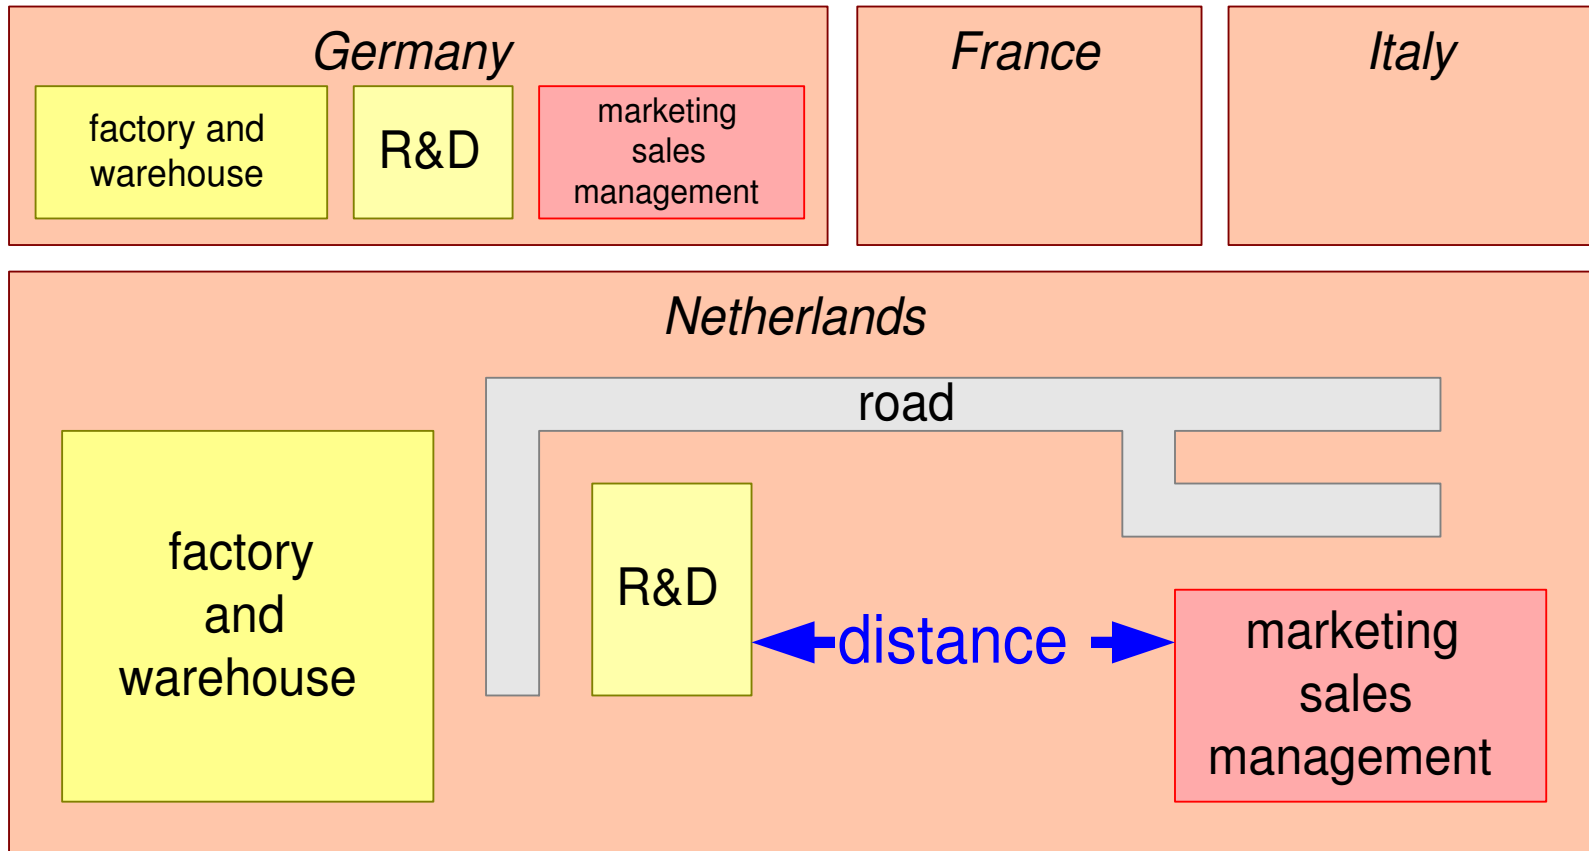 Germany
factory and
warehouse
R&D
marketing
sales
management
France
Italy
Netherlands
road
factory
and
warehouse
R&D
distance
marketing
sales
management